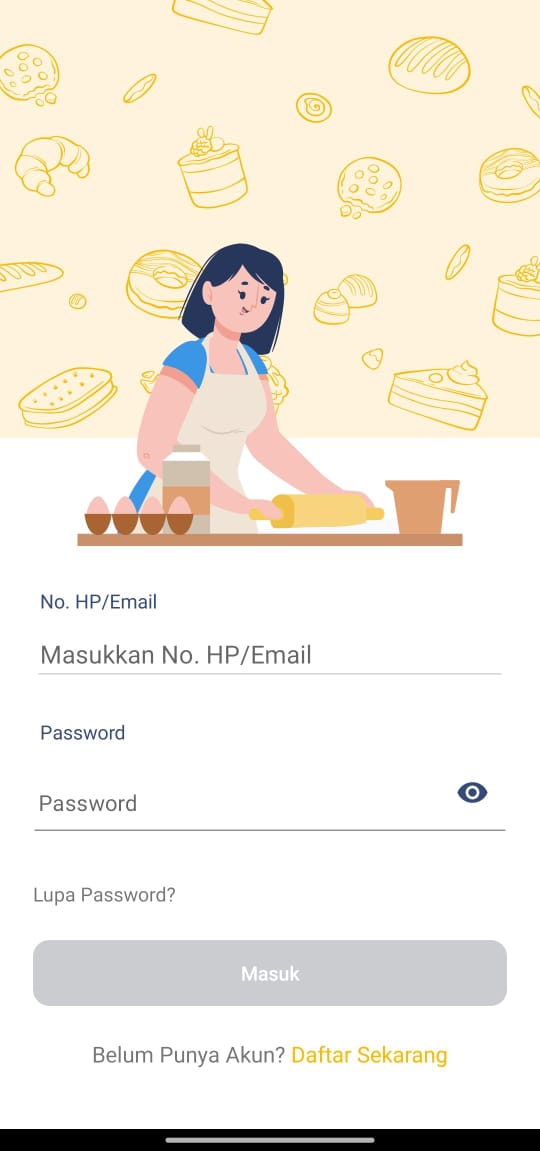 No. HP/Email
Masukkan No. HP/Email
Password
Password
Lupa Password?
Masuk
Belum Punya Akun? Daftar Sekarang